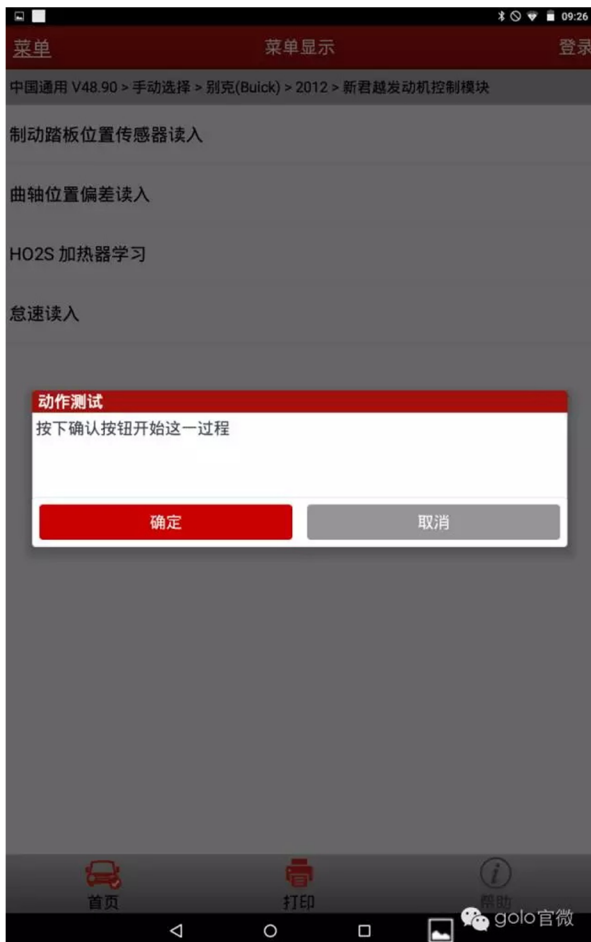 09:26
菜单 菜单显示 登录
中国通用 V48.90 > 手动选择 > 别克(Buick) > 2012 > 新君越发动机控制模块
制动踏板位置传感器读入
曲轴位置偏差读入
HO2S 加热器学习
怠速读入
动作测试
按下确认按钮开始这一过程
确定 取消
首页 打印 帮助
golo官微